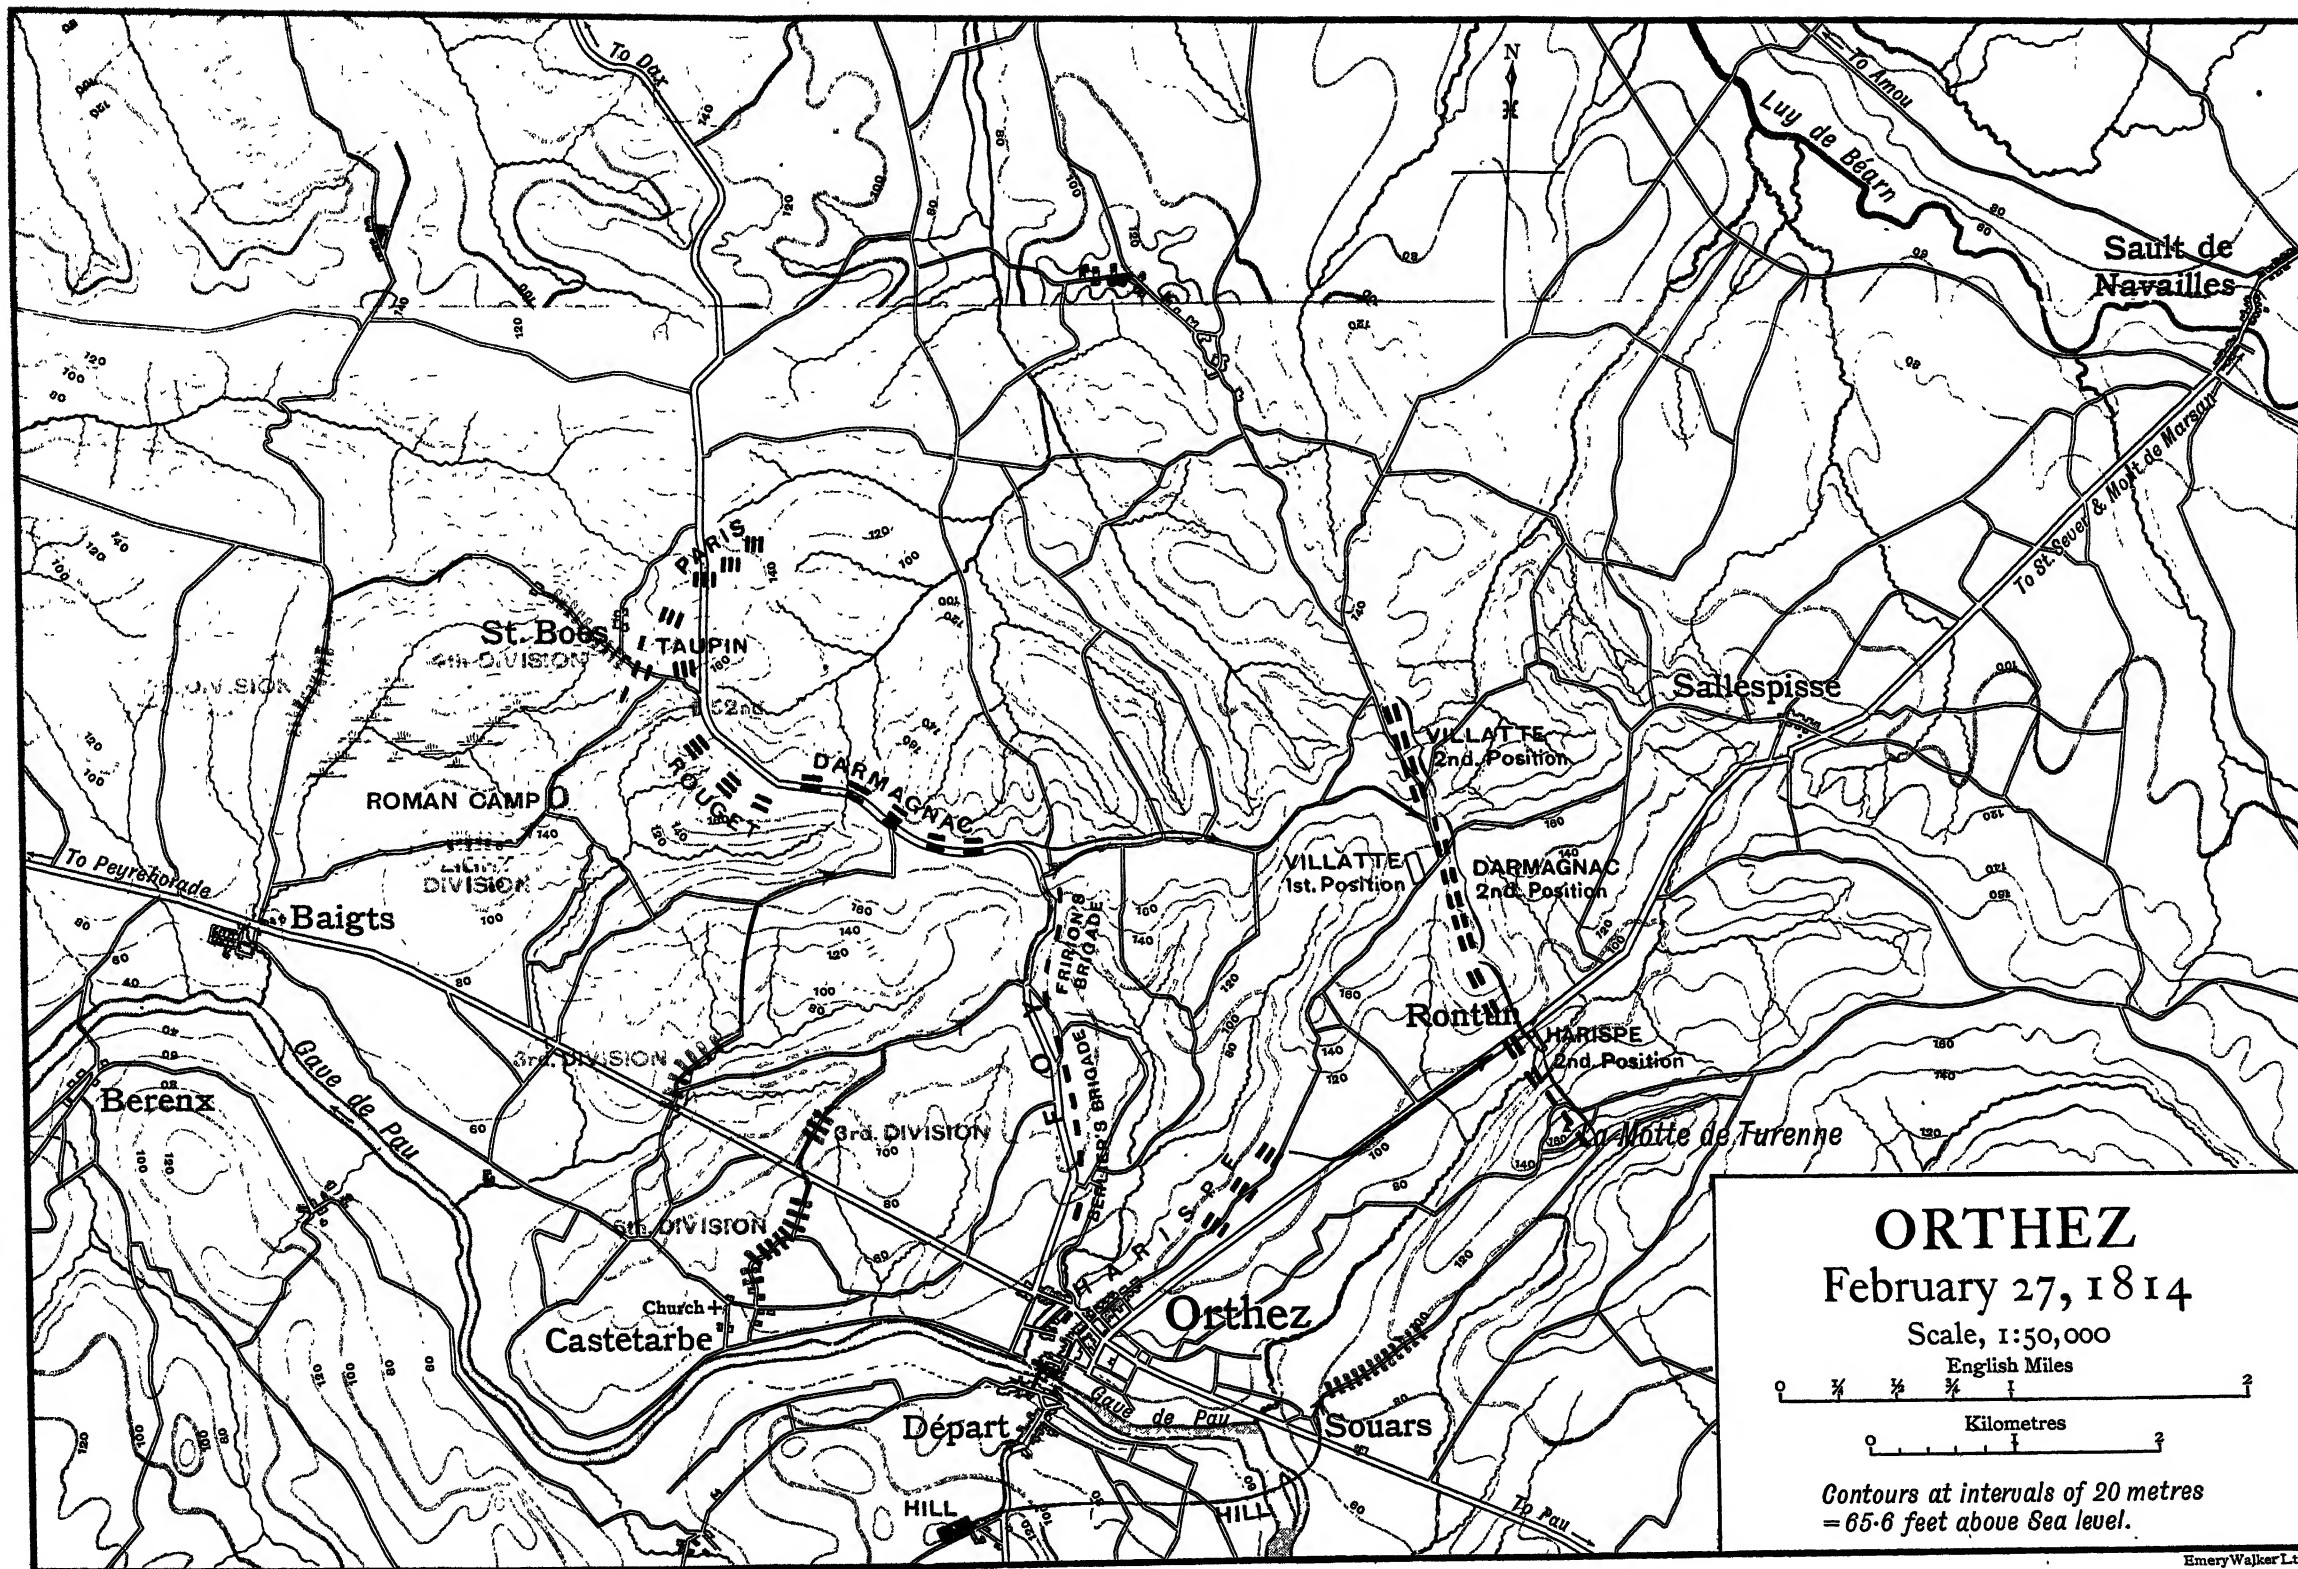 To Dax
N
To Amou
Luy de Béarn
Sault de
Navailles
To St. Sever & Mont de Marsan
PARIS
St. Boes
TAUPIN
4th DIVISION
52nd
Sallespisse
VILLATTE
2nd. Position
ROUGET
DARMAGNAC
ROMAN CAMP
LIGHT
DIVISION
VILLATTE
1st. Position
DARMAGNAC
2nd. Position
To Peyrehorade
Baigts
FRIRION'S
BRIGADE
FOY
Rontun
HARISPE
2nd. Position
Gave de Pau
3rd. DIVISION
Berenx
BERLIER'S BRIGADE
3rd. DIVISION
La Motte de Turenne
6th. DIVISION
HARISPE
Church
Castetarbe
Orthez
Départ
Gave de Pau
Souars
HILL
HILL
To Pau
ORTHEZ
February 27, 1814
Scale, 1:50,000
English Miles
0 ¼ ½ ¾ 1 2
Kilometres
0 1 2
Contours at intervals of 20 metres
=65·6 feet above Sea level.
Emery Walker Lt